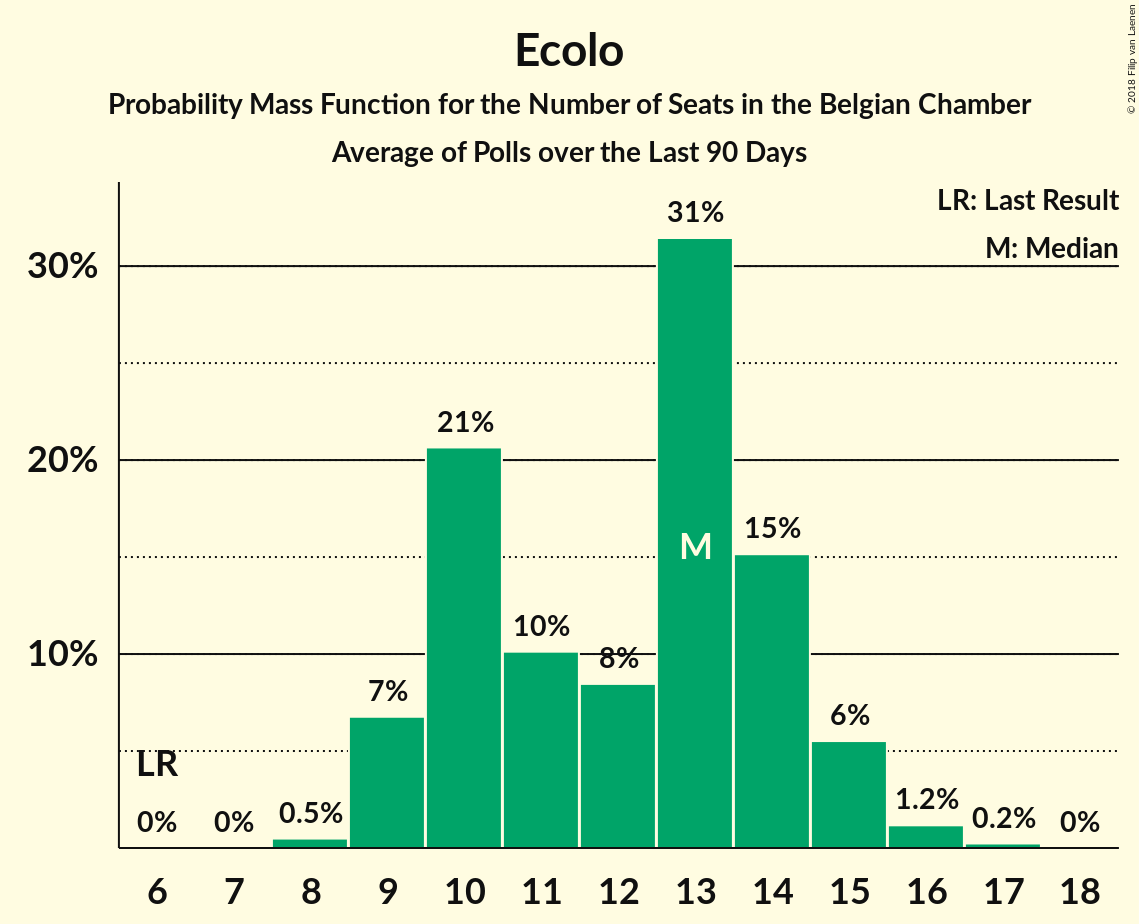 Ecolo
Probability Mass Function for the Number of Seats in the Belgian Chamber
Average of Polls over the Last 90 Days
© 2018 Filip van Laenen
LR: Last Result
M: Median
30%
20%
10%
LR
0%
0%
0.5%
7%
21%
10%
8%
31%
M
15%
6%
1.2%
0.2%
0%
6 7 8 9 10 11 12 13 14 15 16 17 18